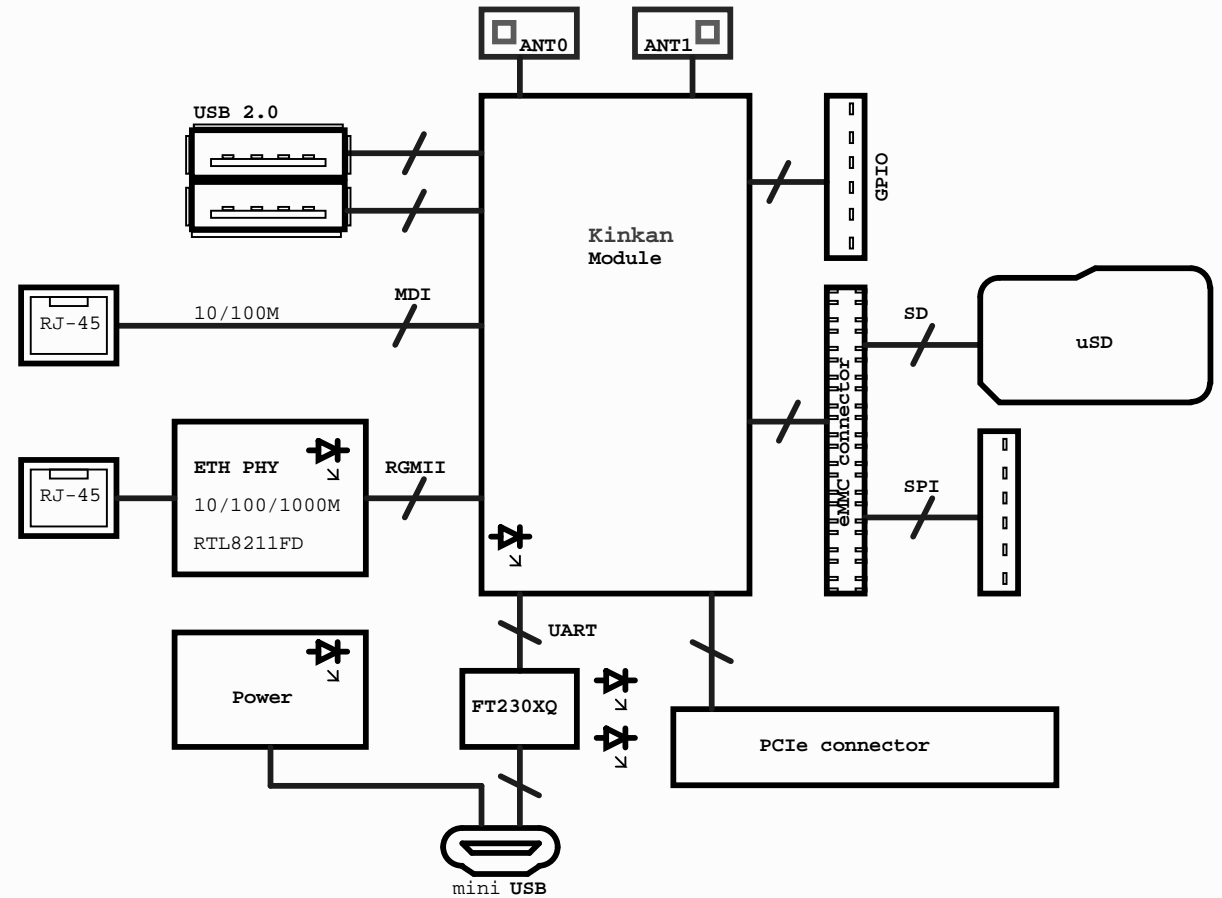 ANT0
ANT1
USB 2.0
GPIO
Kinkan
Module
MDI
10/100M
RJ-45
SD
uSD
eMMC connector
ETH PHY
10/100/1000M
RTL8211FD
RGMII
RJ-45
SPI
UART
Power
FT230XQ
PCIe connector
mini USB